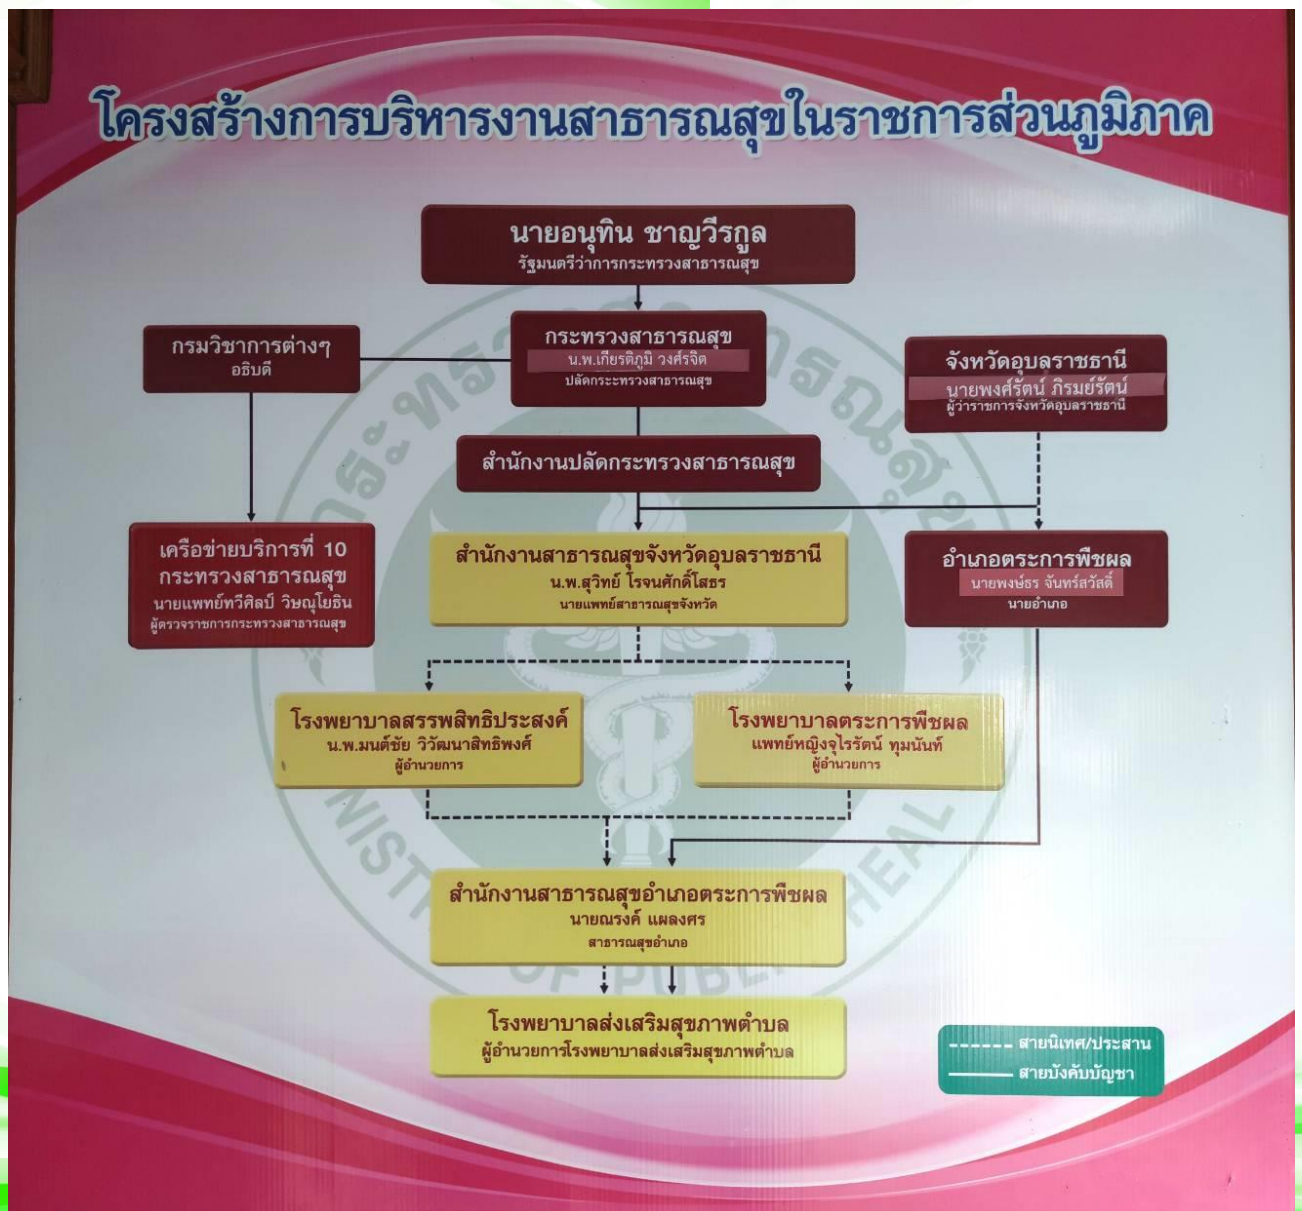 โครงสร้างการบริหารงานสาธารณสุขในราชการส่วนภูมิภาค
นายอนุทิน ชาญวีรกูล
รัฐมนตรีว่าการกระทรวงสาธารณสุข
กรมวิชาการต่างๆ
อธิบดี
กระทรวงสาธารณสุข
น.พ.เกียรติภูมิ วงศ์รจิต
ปลัดกระะทรวงสาธารณสุข
จังหวัดอุบลราชธานี
นายพงศ์รัตน์ ภิรมย์รัตน์
ผู้ว่าราชการจังหวัดอุบลราชธานี
สำนักงานปลัดกระทรวงสาธารณสุข
เครือข่ายบริการที่ 10
กระทรวงสาธารณสุข
นายแพทย์ทวีศิลป์ วิษณุโยธิน
ผู้ตรวจราชการกระทรวงสาธารณสุข
สำนักงานสาธารณสุขจังหวัดอุบลราชธานี
น.พ.สุวิทย์ โรจนศักดิ์โสธร
นายแพทย์สาธารณสุขจังหวัด
อำเภอตระการพืชผล
นายพงษ์ธร จันทร์สวัสดิ์
นายอำเภอ
โรงพยาบาลสรรพสิทธิประสงค์
น.พ.มนต์ชัย วิวัฒนาสิทธิพงศ์
ผู้อำนวยการ
โรงพยาบาลตระการพืชผล
แพทย์หญิงจุไรรัตน์ ทุมนันท์
ผู้อำนวยการ
สำนักงานสาธารณสุขอำเภอตระการพืชผล
นายณรงค์ แผลงศร
สาธารณสุขอำเภอ
โรงพยาบาลส่งเสริมสุขภาพตำบล
ผู้อำนวยการโรงพยาบาลส่งเสริมสุขภาพตำบล
สายนิเทศ/ประสาน
สายบังคับบัญชา